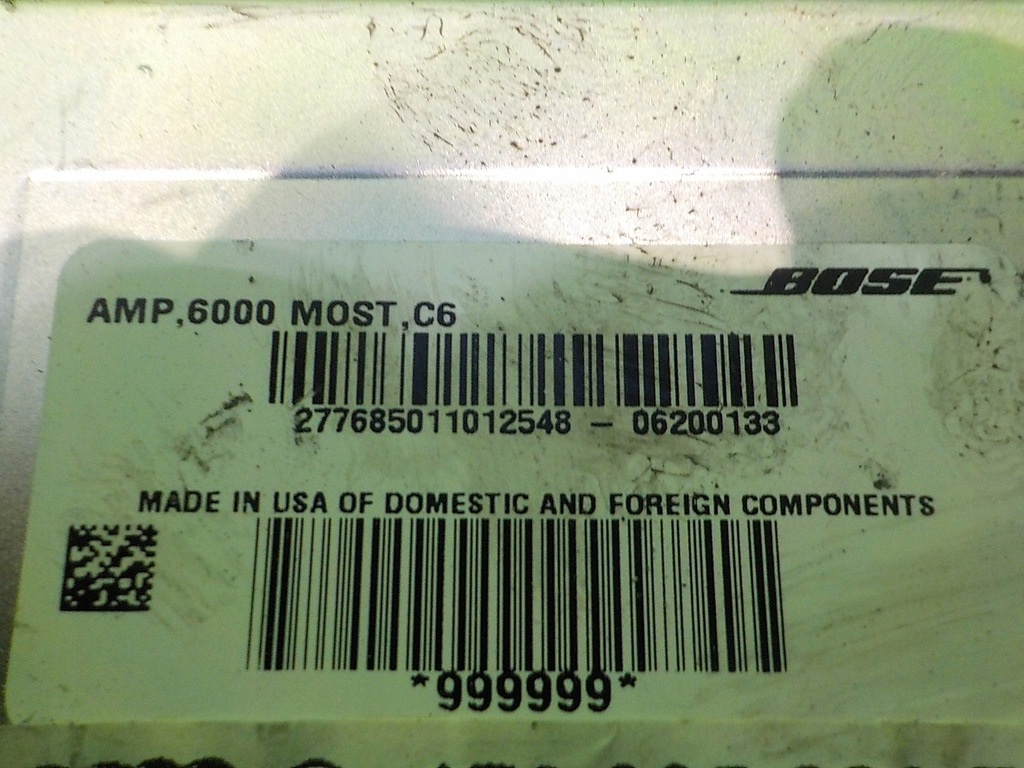 BOSE
AMP,6000 MOST,C6
277685011012548 – 06200133
MADE IN USA OF DOMESTIC AND FOREIGN COMPONENTS
*999999*